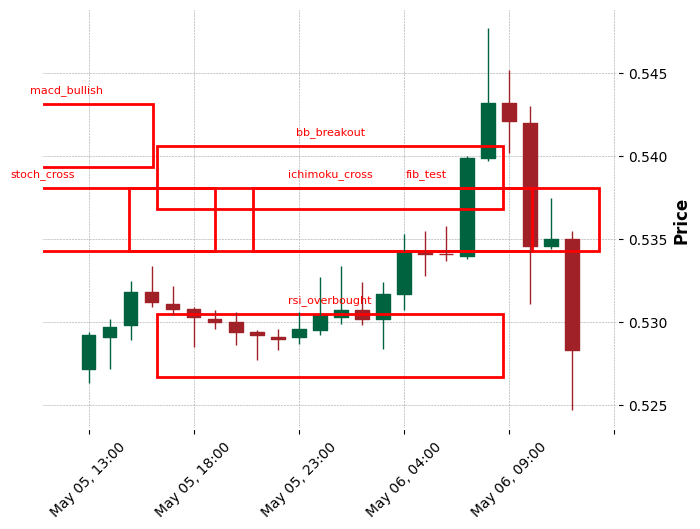 macd_bullish
bb_breakout
stoch_cross
ichimoku_cross
fib_test
rsi_overbought
0.545
0.540
0.535
0.530
0.525
Price
May 05, 13:00
May 05, 18:00
May 05, 23:00
May 06, 04:00
May 06, 09:00